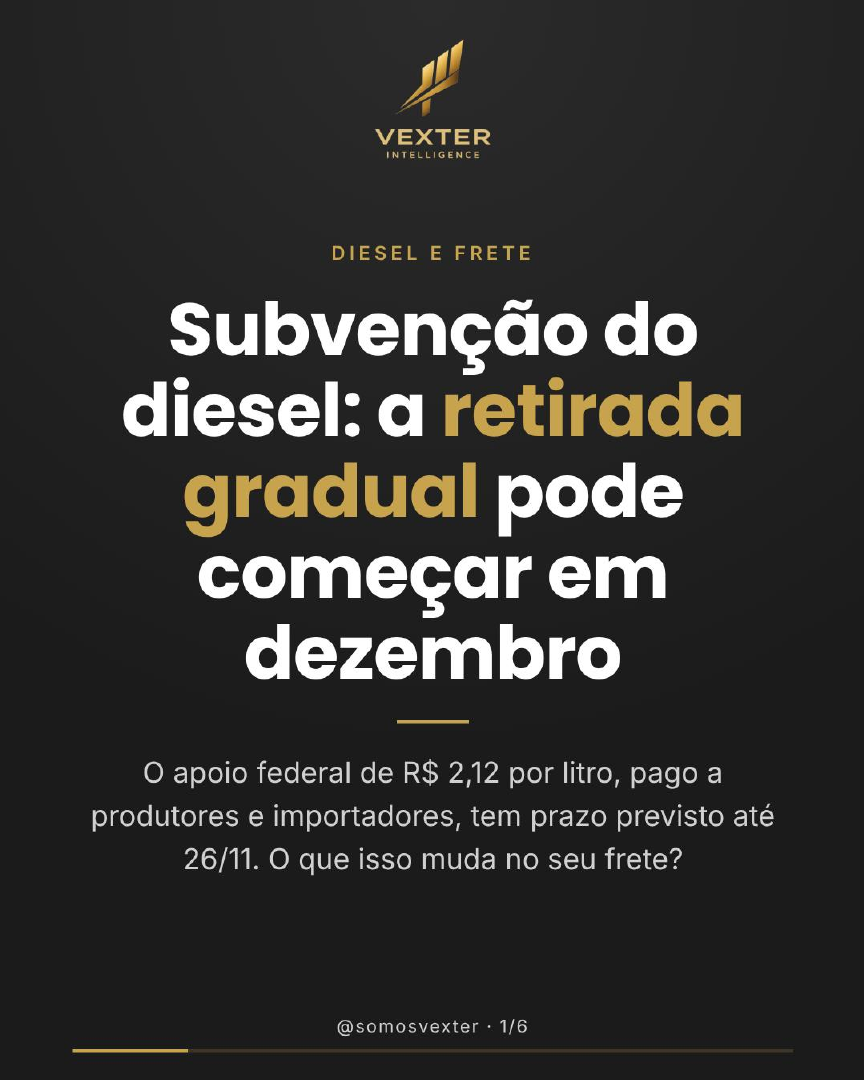 VEXTER
INTELLIGENCE
DIESEL E FRETE
Subvenção do
diesel: a retirada
gradual pode
começar em
dezembro
O apoio federal de R$ 2,12 por litro, pago a
produtores e importadores, tem prazo previsto até
26/11. O que isso muda no seu frete?
@somosvexter · 1/6